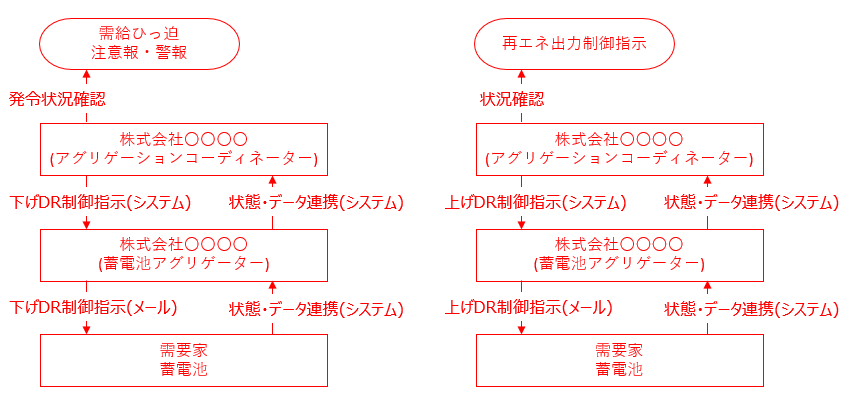 需給ひっ迫
注意報・警報
発令状況確認
株式会社〇〇〇〇
(アグリゲーションコーディネーター)
下げDR制御指示(システム)
状態・データ連携(システム)
株式会社〇〇〇〇
(蓄電池アグリゲーター)
下げDR制御指示(メール)
状態・データ連携(システム)
需要家
蓄電池
再エネ出力制御指示
状況確認
株式会社〇〇〇〇
(アグリゲーションコーディネーター)
上げDR制御指示(システム)
状態・データ連携(システム)
株式会社〇〇〇〇
(蓄電池アグリゲーター)
上げDR制御指示(メール)
状態・データ連携(システム)
需要家
蓄電池